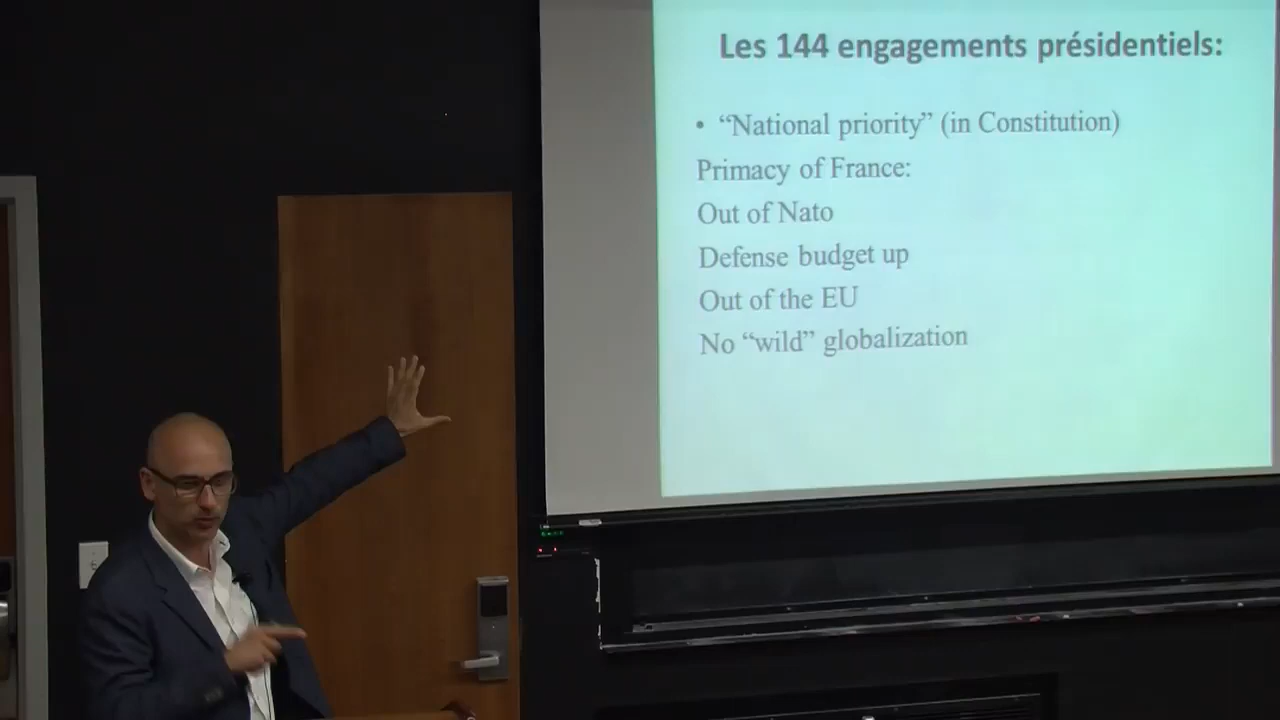 Les 144 engagements présidentiels:
• “National priority” (in Constitution)
Primacy of France:
Out of Nato
Defense budget up
Out of the EU
No “wild” globalization